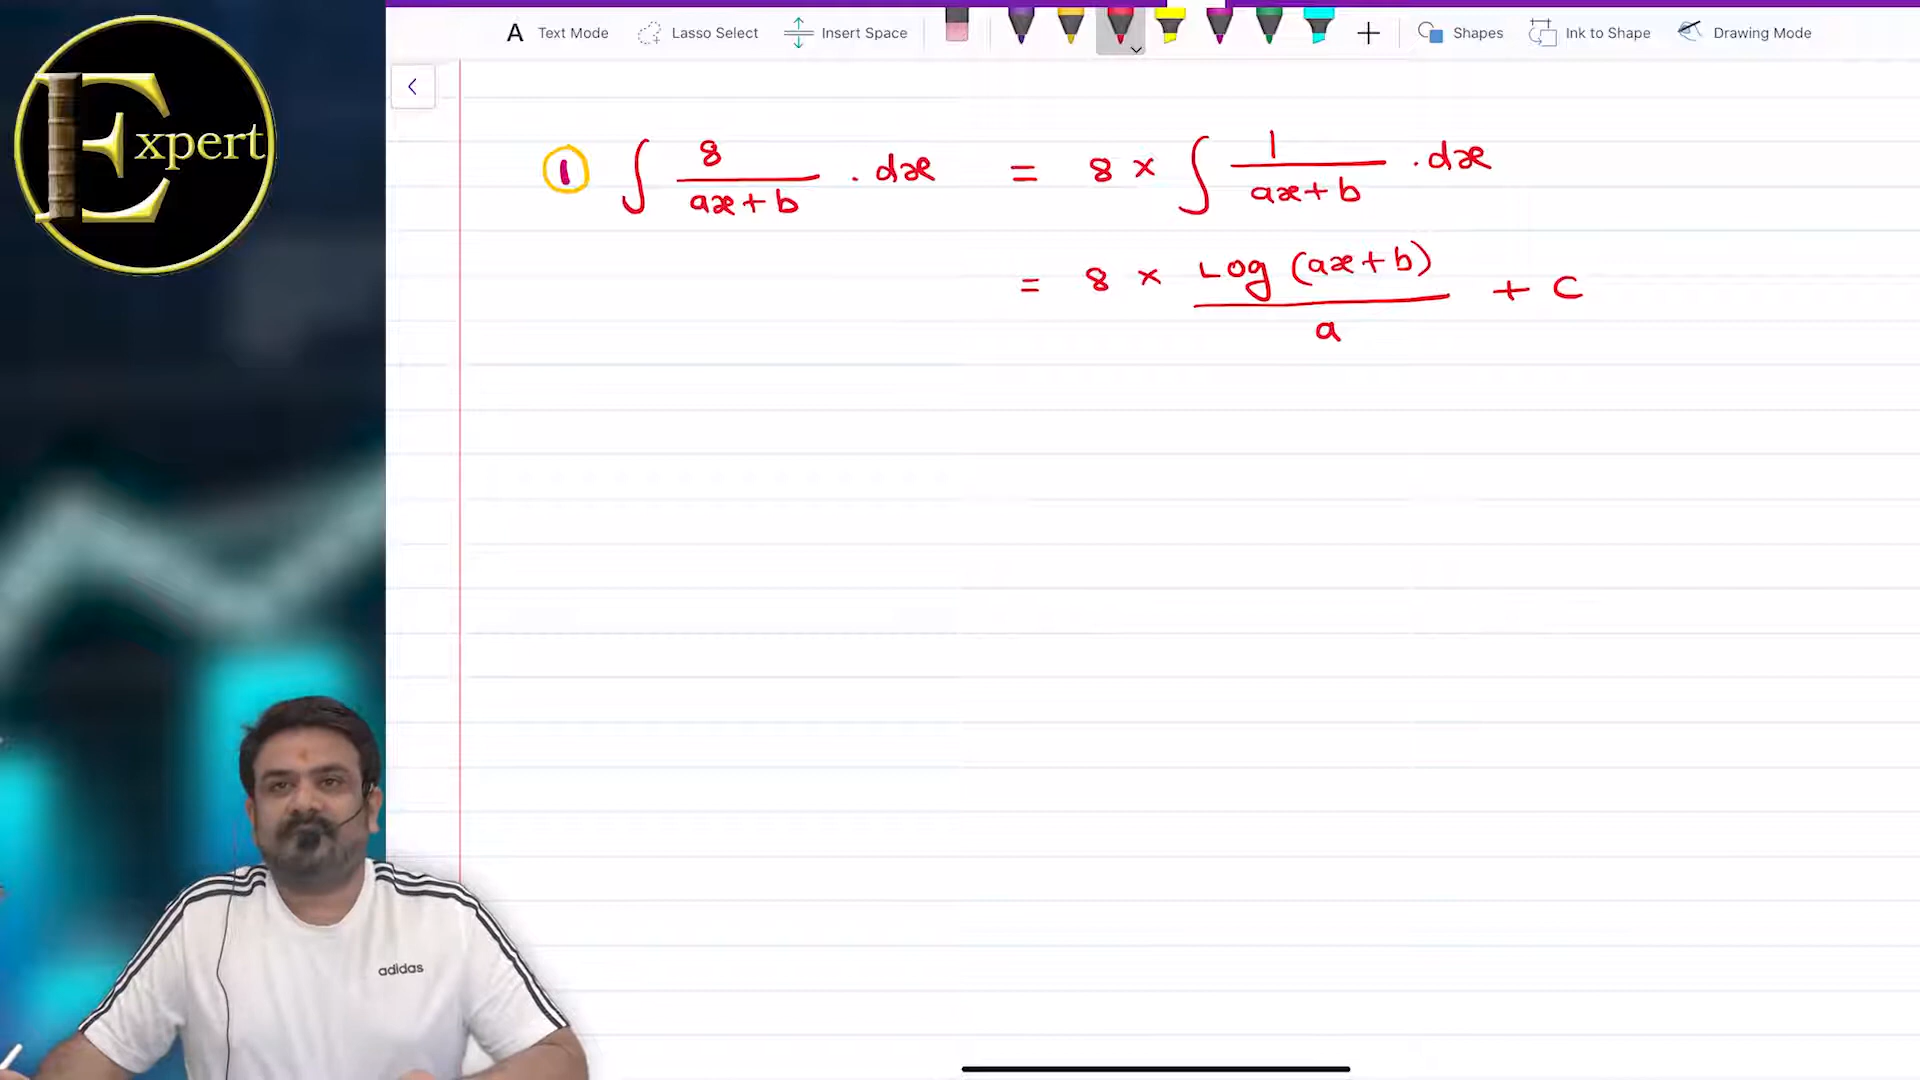 Expert
A Text Mode Lasso Select Insert Space Shapes Ink to Shape Drawing Mode
① ∫ 8/(ax+b) . dx = 8 × ∫ 1/(ax+b) . dx
= 8 × Log (ax+b)/a + c
adidas